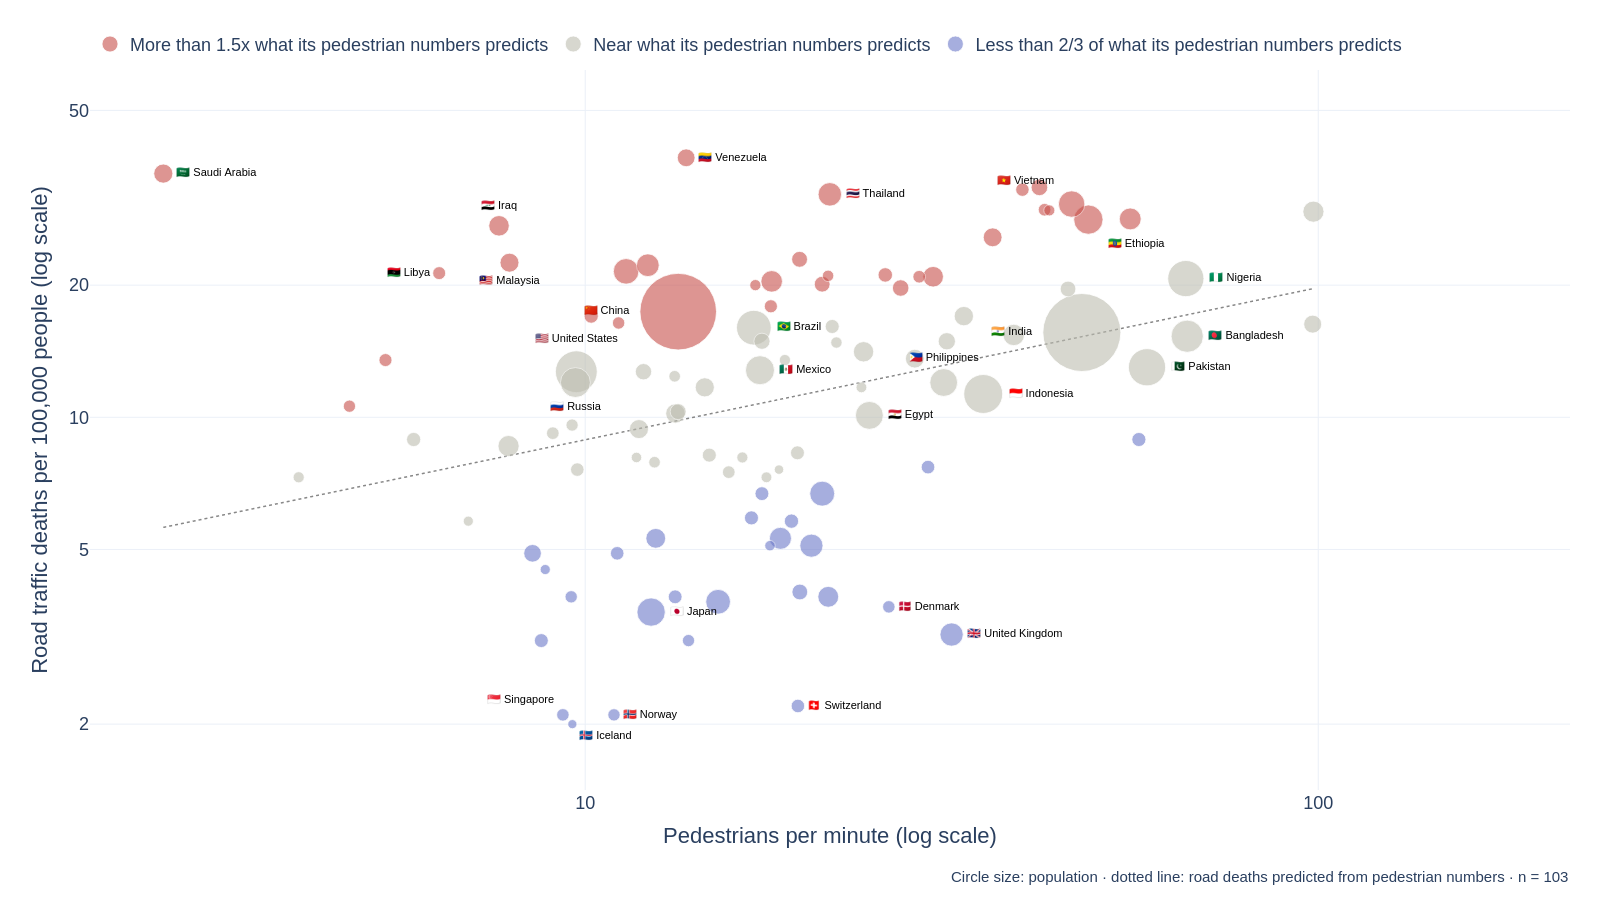 More than 1.5x what its pedestrian numbers predicts
Near what its pedestrian numbers predicts
Less than 2/3 of what its pedestrian numbers predicts
Road traffic deaths per 100,000 people (log scale)
50
20
10
5
2
Venezuela
Saudi Arabia
Vietnam
Thailand
Iraq
Ethiopia
Libya
Malaysia
Nigeria
China
Brazil
India
Bangladesh
United States
Philippines
Mexico
Pakistan
Indonesia
Russia
Egypt
Japan
Denmark
United Kingdom
Singapore
Norway
Switzerland
Iceland
10
100
Pedestrians per minute (log scale)
Circle size: population · dotted line: road deaths predicted from pedestrian numbers · n = 103